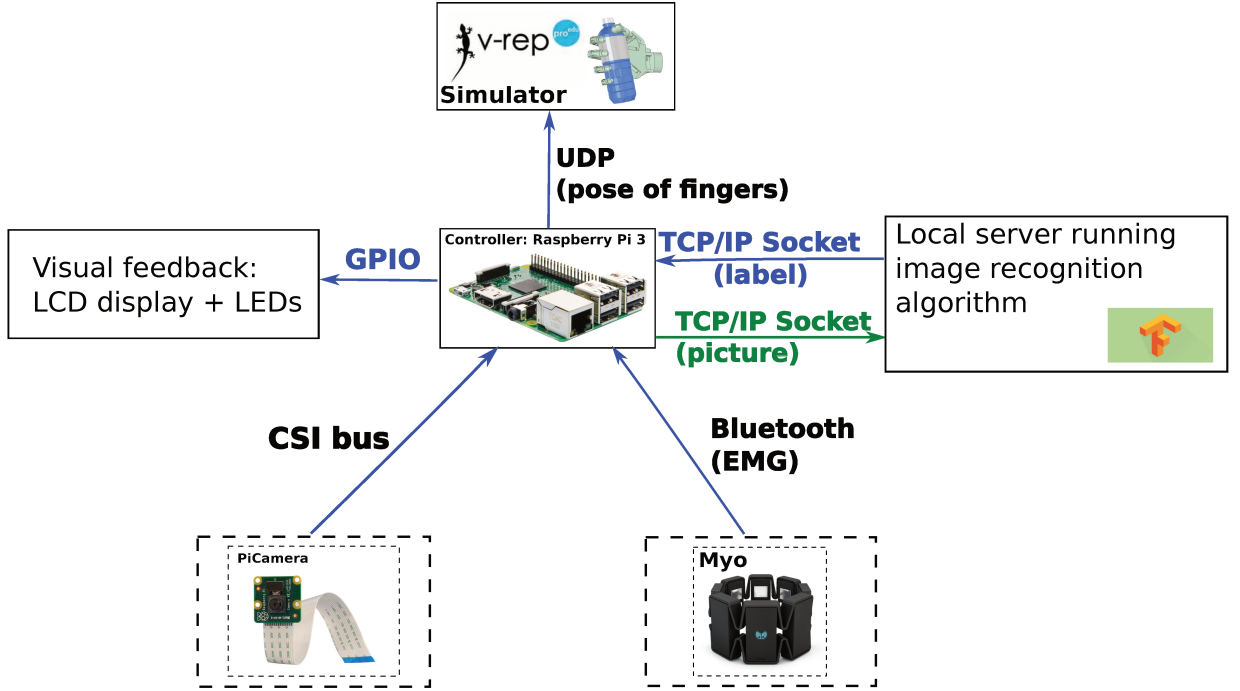 v-rep
pro edu
Simulator
UDP
(pose of fingers)
Controller: Raspberry Pi 3
GPIO
Visual feedback:
LCD display + LEDs
TCP/IP Socket
(label)
TCP/IP Socket
(picture)
Local server running
image recognition
algorithm
CSI bus
Bluetooth
(EMG)
PiCamera
Myo